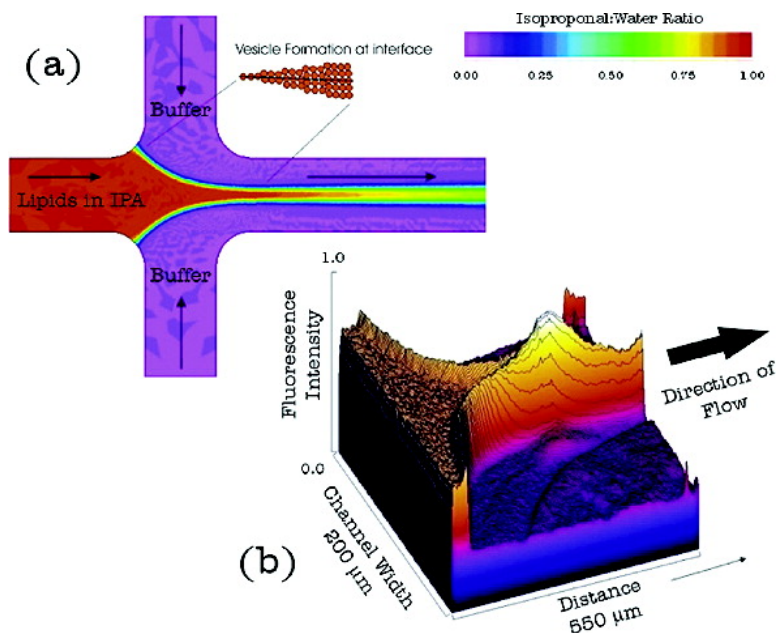 (a)
Vesicle Formation at interface
Isoproponal:Water Ratio
0.00 0.25 0.50 0.75 1.00
Buffer
Lipids in IPA
Buffer
1.0
Fluorescence
Intensity
0.0
Direction of
Flow
Channel Width
200 μm
(b)
Distance
550 μm